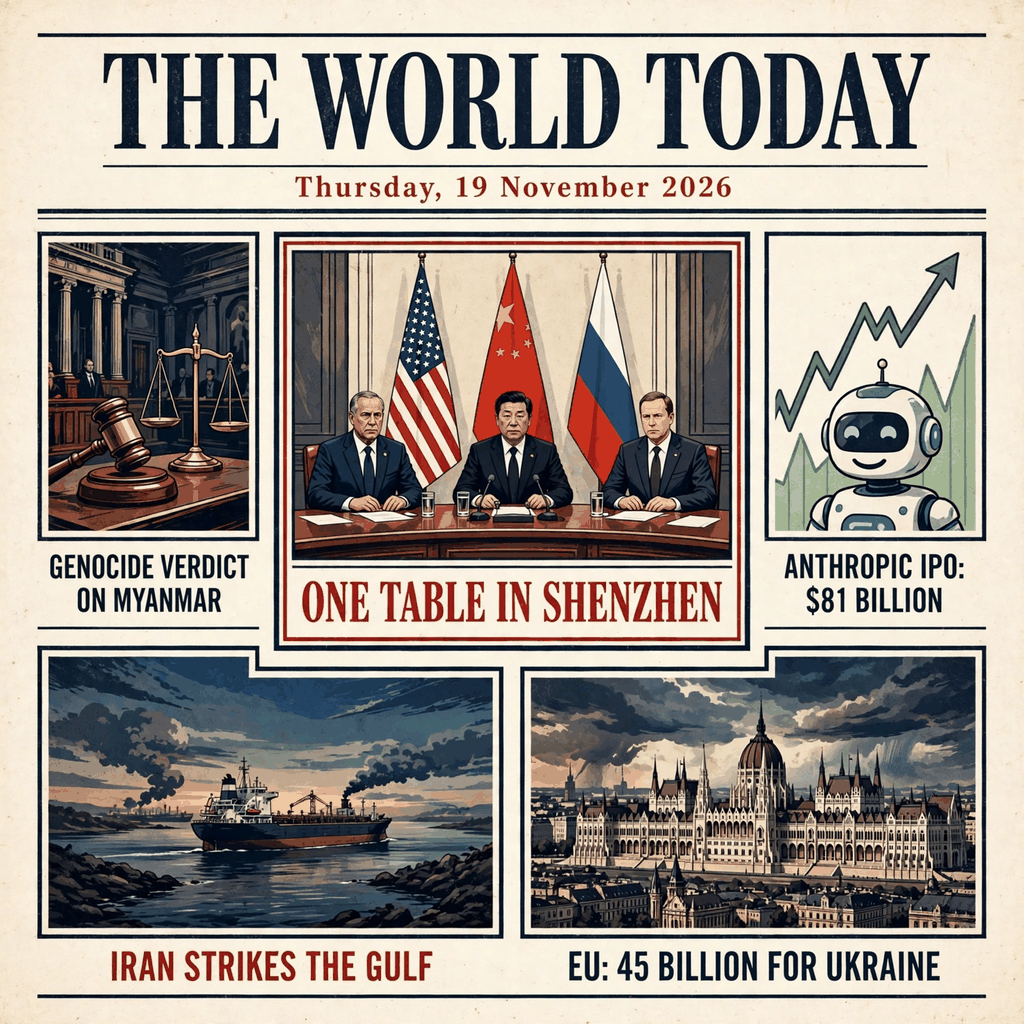 THE WORLD TODAY
Thursday, 19 November 2026
GENOCIDE VERDICT
ON MYANMAR
ONE TABLE IN SHENZHEN
ANTHROPIC IPO:
$81 BILLION
IRAN STRIKES THE GULF
EU: 45 BILLION FOR UKRAINE